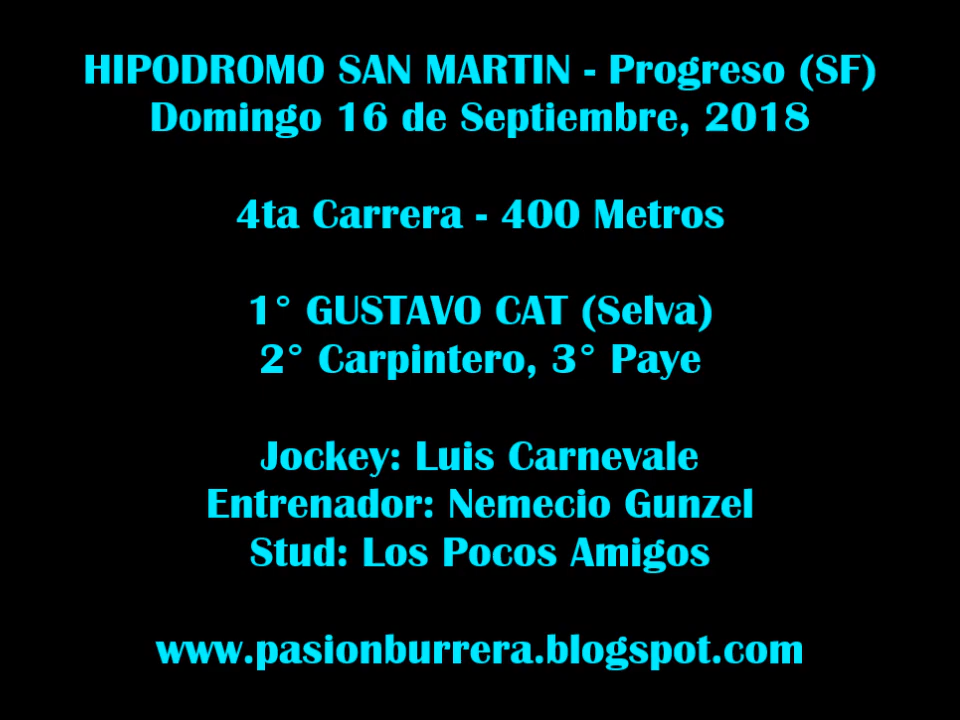 HIPODROMO SAN MARTIN - Progreso (SF)
Domingo 16 de Septiembre, 2018
4ta Carrera - 400 Metros
1° GUSTAVO CAT (Selva)
2° Carpintero, 3° Paye
Jockey: Luis Carnevale
Entrenador: Nemecio Gunzel
Stud: Los Pocos Amigos
www.pasionburrera.blogspot.com